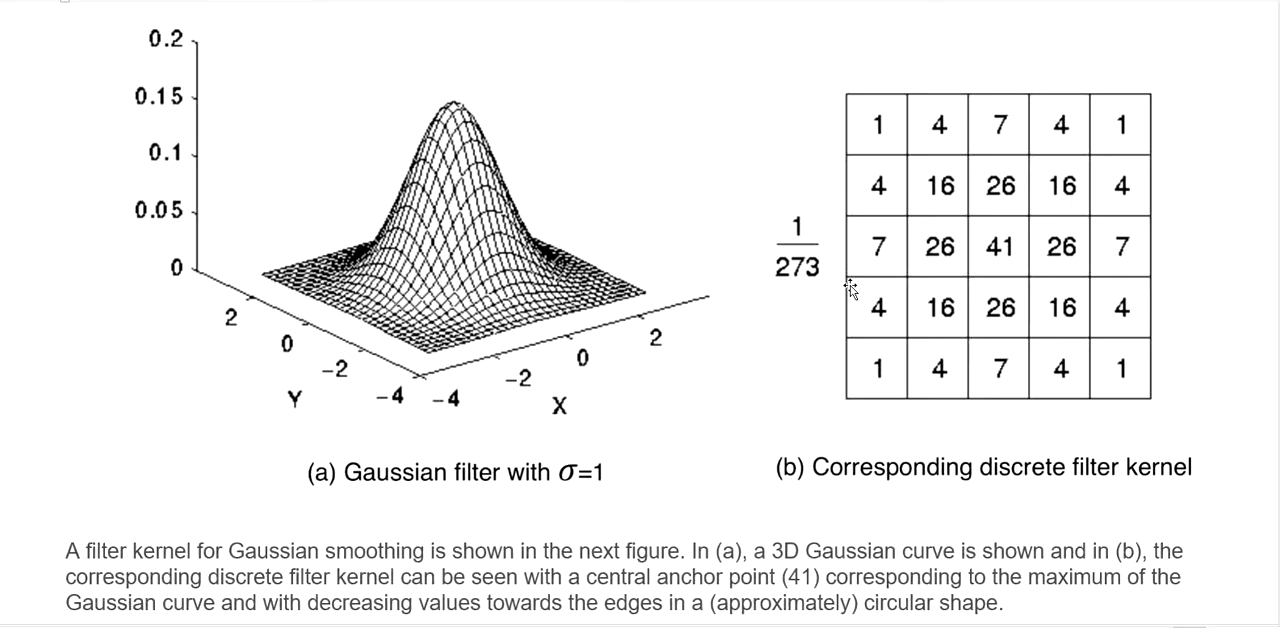 0.2
0.15
0.1
0.05
0
2
0
−2
−4
Y
−4
−2
0
2
X
(a) Gaussian filter with σ=1
1
273
1 4 7 4 1
4 16 26 16 4
7 26 41 26 7
4 16 26 16 4
1 4 7 4 1
(b) Corresponding discrete filter kernel
A filter kernel for Gaussian smoothing is shown in the next figure. In (a), a 3D Gaussian curve is shown and in (b), the
corresponding discrete filter kernel can be seen with a central anchor point (41) corresponding to the maximum of the
Gaussian curve and with decreasing values towards the edges in a (approximately) circular shape.